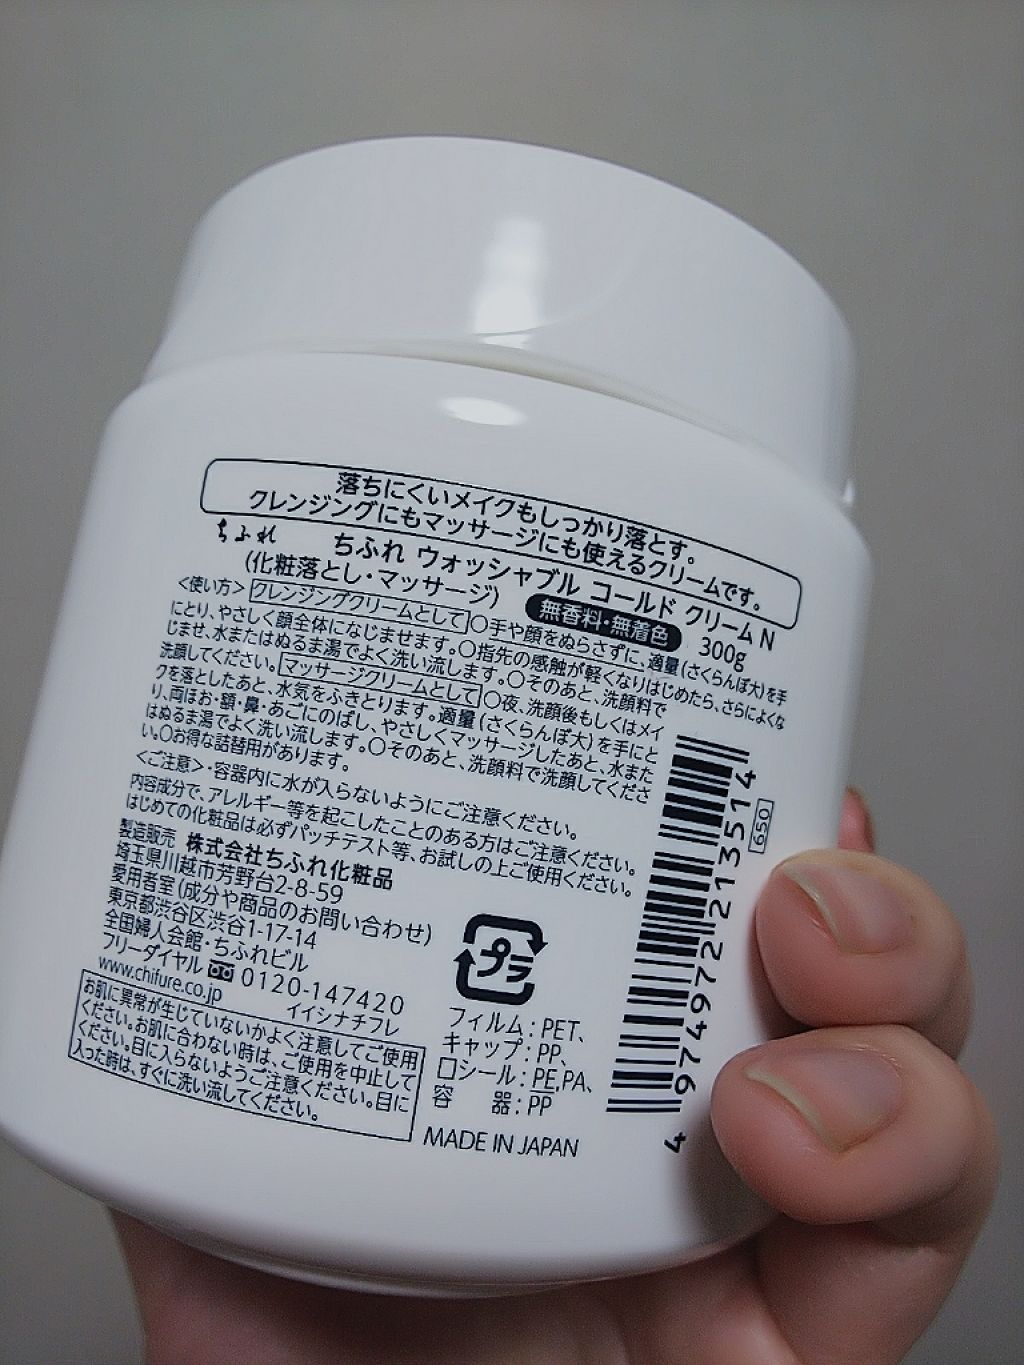 落ちにくいメイクもしっかり落とす。
クレンジングにもマッサージにも使えるクリームです。
ちふれ
ちふれ ウォッシャブル コールド クリーム N
(化粧落とし・マッサージ) 無香料・無着色 300g
<使い方> クレンジングクリームとして ○手や顔をぬらさずに、適量(さくらんぼ大)を手
にとり、やさしく顔全体になじませます。○指先の感触が軽くなりはじめたら、さらによくな
じませ、水またはぬるま湯でよく洗い流します。○そのあと、洗顔料で
洗顔してください。 マッサージクリームとして ○夜、洗顔後もしくはメイ
クを落としたあと、水気をふきとります。適量(さくらんぼ大)を手にと
り、両ほお・額・鼻・あごにのばし、やさしくマッサージしたあと、水また
はぬるま湯でよく洗い流します。○そのあと、洗顔料で洗顔してくださ
い。○お得な詰替用があります。
<ご注意>・容器内に水が入らないようにご注意ください。
内容成分で、アレルギー等を起こしたことのある方はご注意ください。
はじめての化粧品は必ずパッチテスト等、お試しの上ご使用ください。
製造販売 株式会社ちふれ化粧品
埼玉県川越市芳野台2-8-59
愛用者室(成分や商品のお問い合わせ)
東京都渋谷区渋谷1-17-14
全国婦人会館・ちふれビル
フリーダイヤル 0120-147420
www.chifure.co.jp イイシナチフレ
お肌に異常が生じていないかよく注意してご使用
ください。お肌に合わない時は、ご使用を中止して
ください。目に入らないようご注意ください。目に
入った時は、すぐに洗い流してください。
プラ
フィルム:PET、
キャップ:PP、
口シール:PE,PA、
容 器:PP
MADE IN JAPAN
650
4 974972 213514